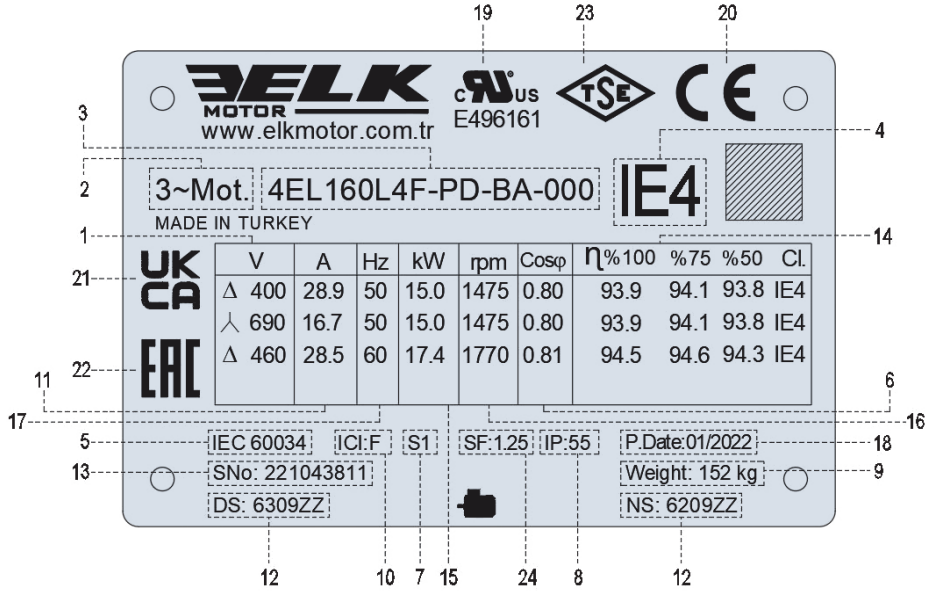 19 23 20
ELK
MOTOR
www.elkmotor.com.tr
c RU US
E496161
TSE
CE
3
4
2
3~Mot. 4EL160L4F-PD-BA-000 IE4
MADE IN TURKEY
1
14
UK
CA
21
EAC
22
V A Hz kW rpm Cosφ η%100 %75 %50 Cl.
Δ 400 28.9 50 15.0 1475 0.80 93.9 94.1 93.8 IE4
⅄ 690 16.7 50 15.0 1475 0.80 93.9 94.1 93.8 IE4
Δ 460 28.5 60 17.4 1770 0.81 94.5 94.6 94.3 IE4
11
6
17
16
5 IEC 60034 ICI:F S1 SF:1.25 IP:55 P.Date:01/2022 18
13 SNo: 221043811 Weight: 152 kg 9
DS: 6309ZZ NS: 6209ZZ
12 10 7 15 24 8 12